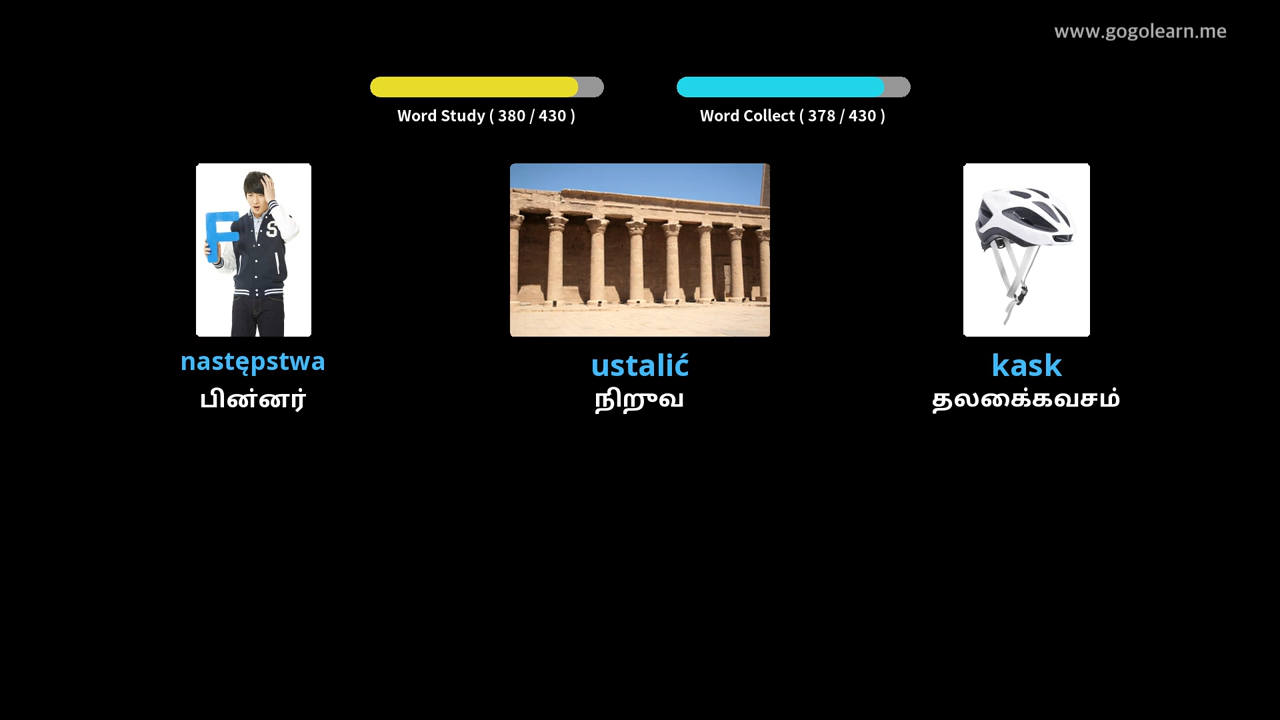 www.gogolearn.me
Word Study ( 380 / 430 )
Word Collect ( 378 / 430 )
F
S
następstwa
ustalić
kask
பின்னர்
நிறுவ
தலைக்கவசம்